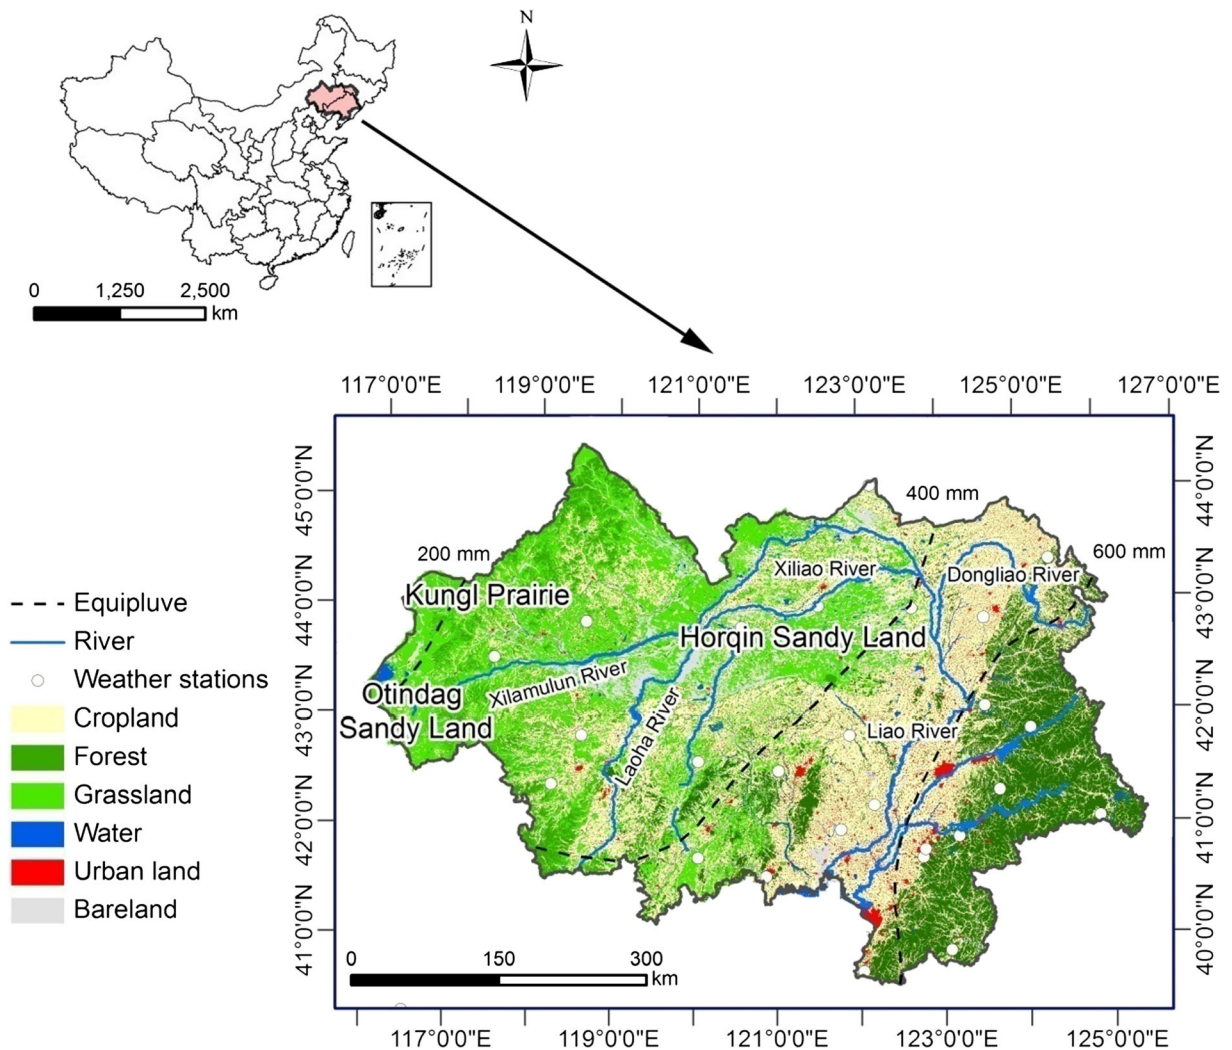 N
0 1,250 2,500
km
117°0'0"E 119°0'0"E 121°0'0"E 123°0'0"E 125°0'0"E 127°0'0"E
45°0'0"N
44°0'0"N
43°0'0"N
42°0'0"N
41°0'0"N
44°0'0"N
43°0'0"N
42°0'0"N
41°0'0"N
40°0'0"N
400 mm
200 mm
600 mm
Xiliao River
Dongliao River
Kungl Prairie
Horqin Sandy Land
Xilamulun River
Otindag
Sandy Land
Laoha River
Liao River
Equipluve
River
Weather stations
Cropland
Forest
Grassland
Water
Urban land
Bareland
0 150 300
km
117°0'0"E 119°0'0"E 121°0'0"E 123°0'0"E 125°0'0"E